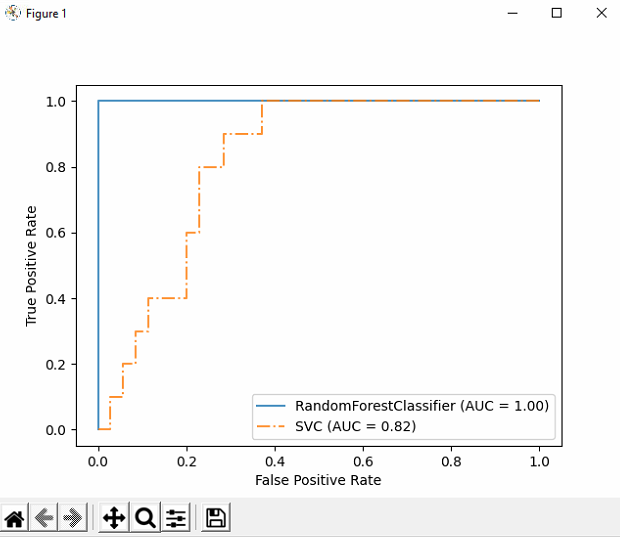 Figure 1
1.0
0.8
0.6
0.4
0.2
0.0
True Positive Rate
RandomForestClassifier (AUC = 1.00)
SVC (AUC = 0.82)
0.0 0.2 0.4 0.6 0.8 1.0
False Positive Rate